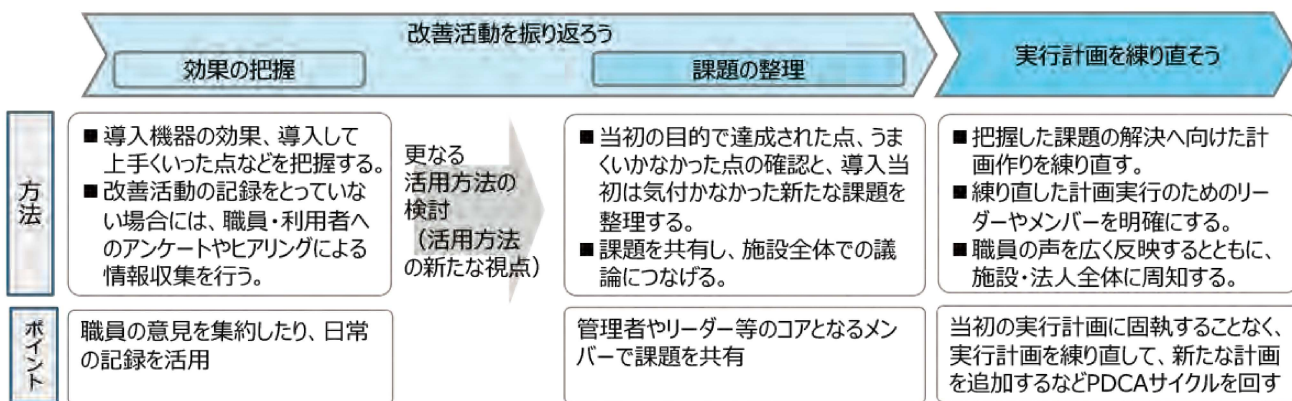 改善活動を振り返ろう
効果の把握
課題の整理
実行計画を練り直そう
方法
■ 導入機器の効果、導入して
上手くいった点などを把握する。
■ 改善活動の記録をとっていな
い場合には、職員・利用者へ
のアンケートやヒアリングによる
情報収集を行う。
更なる
活用方法の
検討
（活用方法
の新たな視点）
■ 当初の目的で達成された点、うま
くいかなかった点の確認と、導入当
初は気付かなかった新たな課題を
整理する。
■ 課題を共有し、施設全体での議
論につなげる。
■ 把握した課題の解決へ向けた計
画作りを練り直す。
■ 練り直した計画実行のためのリー
ダーやメンバーを明確にする。
■ 職員の声を広く反映するとともに、
施設・法人全体に周知する。
ポイント
職員の意見を集約したり、日常
の記録を活用
管理者やリーダー等のコアとなるメン
バーで課題を共有
当初の実行計画に固執することなく、
実行計画を練り直して、新たな計画
を追加するなどPDCAサイクルを回す